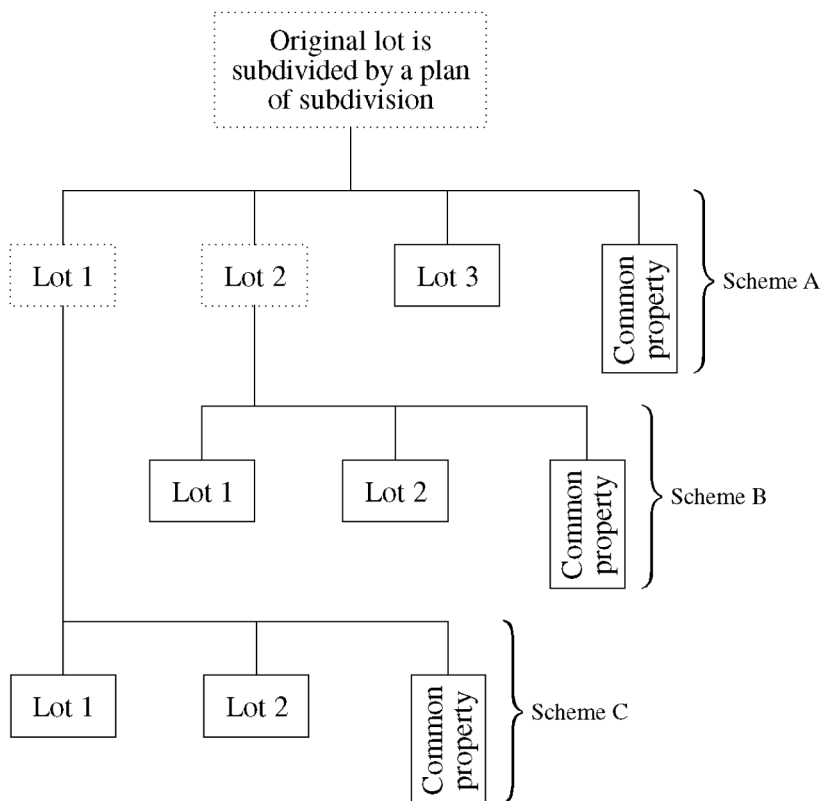 Original lot is
subdivided by a plan
of subdivision
Lot 1
Lot 2
Lot 3
Common
property
Scheme A
Lot 1
Lot 2
Common
property
Scheme B
Lot 1
Lot 2
Common
property
Scheme C